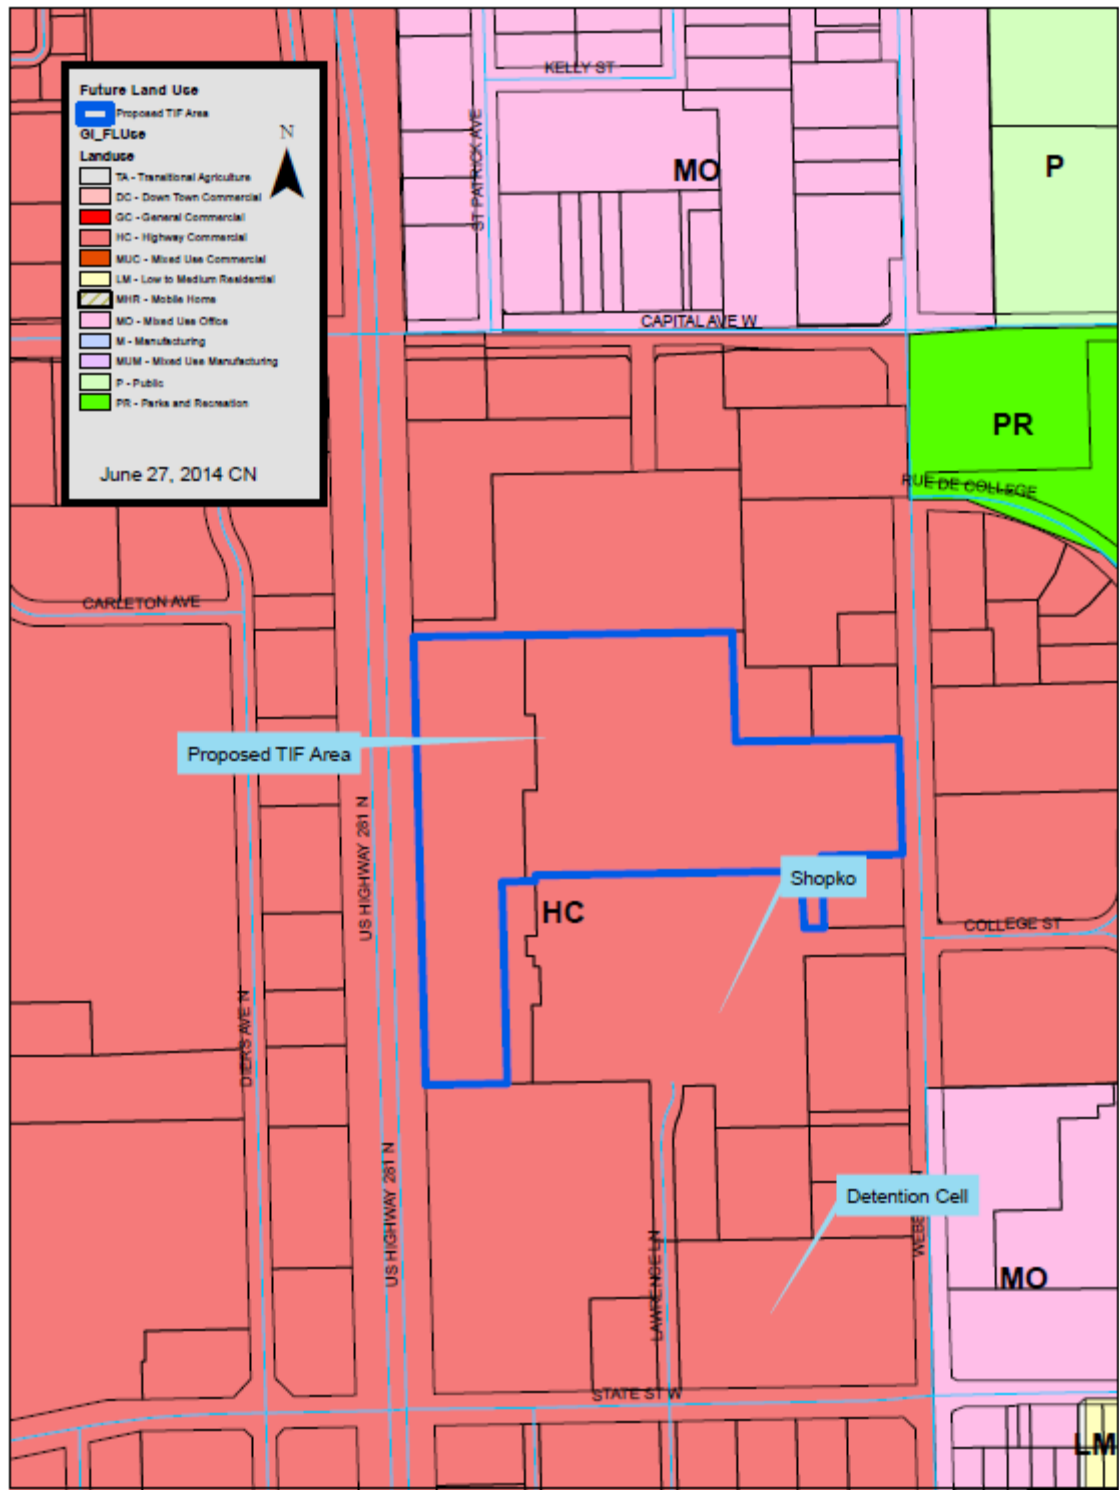 KELLY ST
Future Land Use
Proposed TIF Area
GI_FLUse
N
Landuse
TA - Transitional Agriculture
DC - Down Town Commercial
GC - General Commercial
HC - Highway Commercial
MUC - Mixed Use Commercial
LM - Low to Medium Residential
MHR - Mobile Home
MO - Mixed Use Office
M - Manufacturing
MUM - Mixed Use Manufacturing
P - Public
PR - Parks and Recreation
June 27, 2014 CN
ST PATRICK AVE
MO
P
CAPITAL AVE W
PR
RUE DE COLLEGE
CARLETON AVE
Proposed TIF Area
US HIGHWAY 281 N
Shopko
HC
COLLEGE ST
DIERS AVE N
US HIGHWAY 281 N
Detention Cell
LAWRENCE LN
MO
STATE ST W
LM